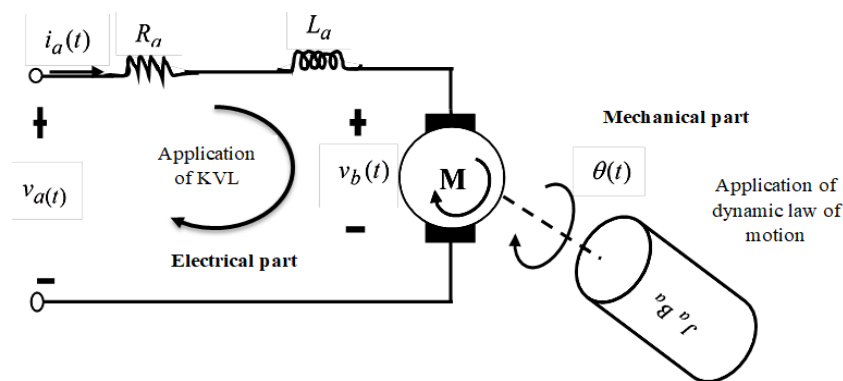 i_a(t)
R_a
L_a
+
Application
of KVL
v_a(t)
-
+
v_b(t)
-
M
Electrical part
Mechanical part
θ(t)
Application of
dynamic law of
motion
J_a B_a